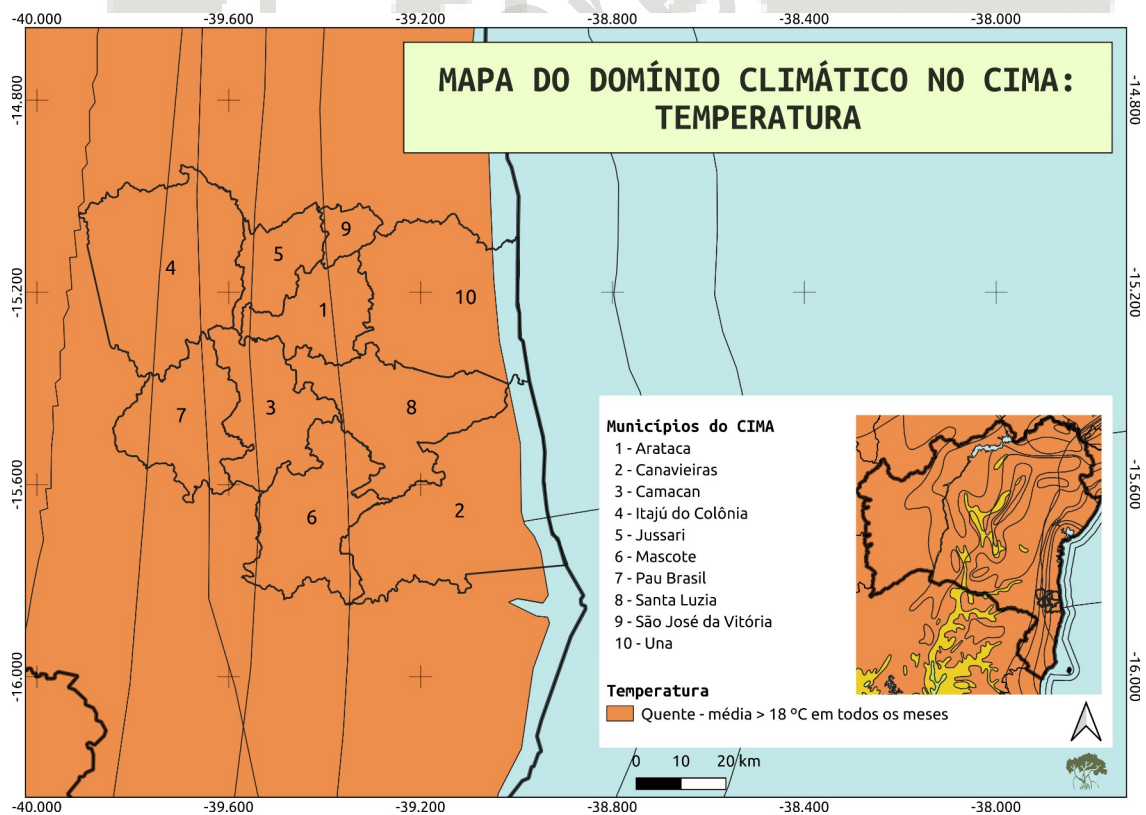 -40.000 -39.600 -39.200 -38.800 -38.400 -38.000
MAPA DO DOMÍNIO CLIMÁTICO NO CIMA:
TEMPERATURA
-14.800 -14.800
9
5
4
-15.200 10 -15.200
1
3 8
7
Municípios do CIMA
1 - Arataca
2 - Canavieiras
3 - Camacan
4 - Itajú do Colônia
5 - Jussari
6 - Mascote
7 - Pau Brasil
8 - Santa Luzia
9 - São José da Vitória
10 - Una
-15.600 -15.600
2
6
-16.000 -16.000
Temperatura
Quente - média > 18 ºC em todos os meses
0 10 20 km
-40.000 -39.600 -39.200 -38.800 -38.400 -38.000